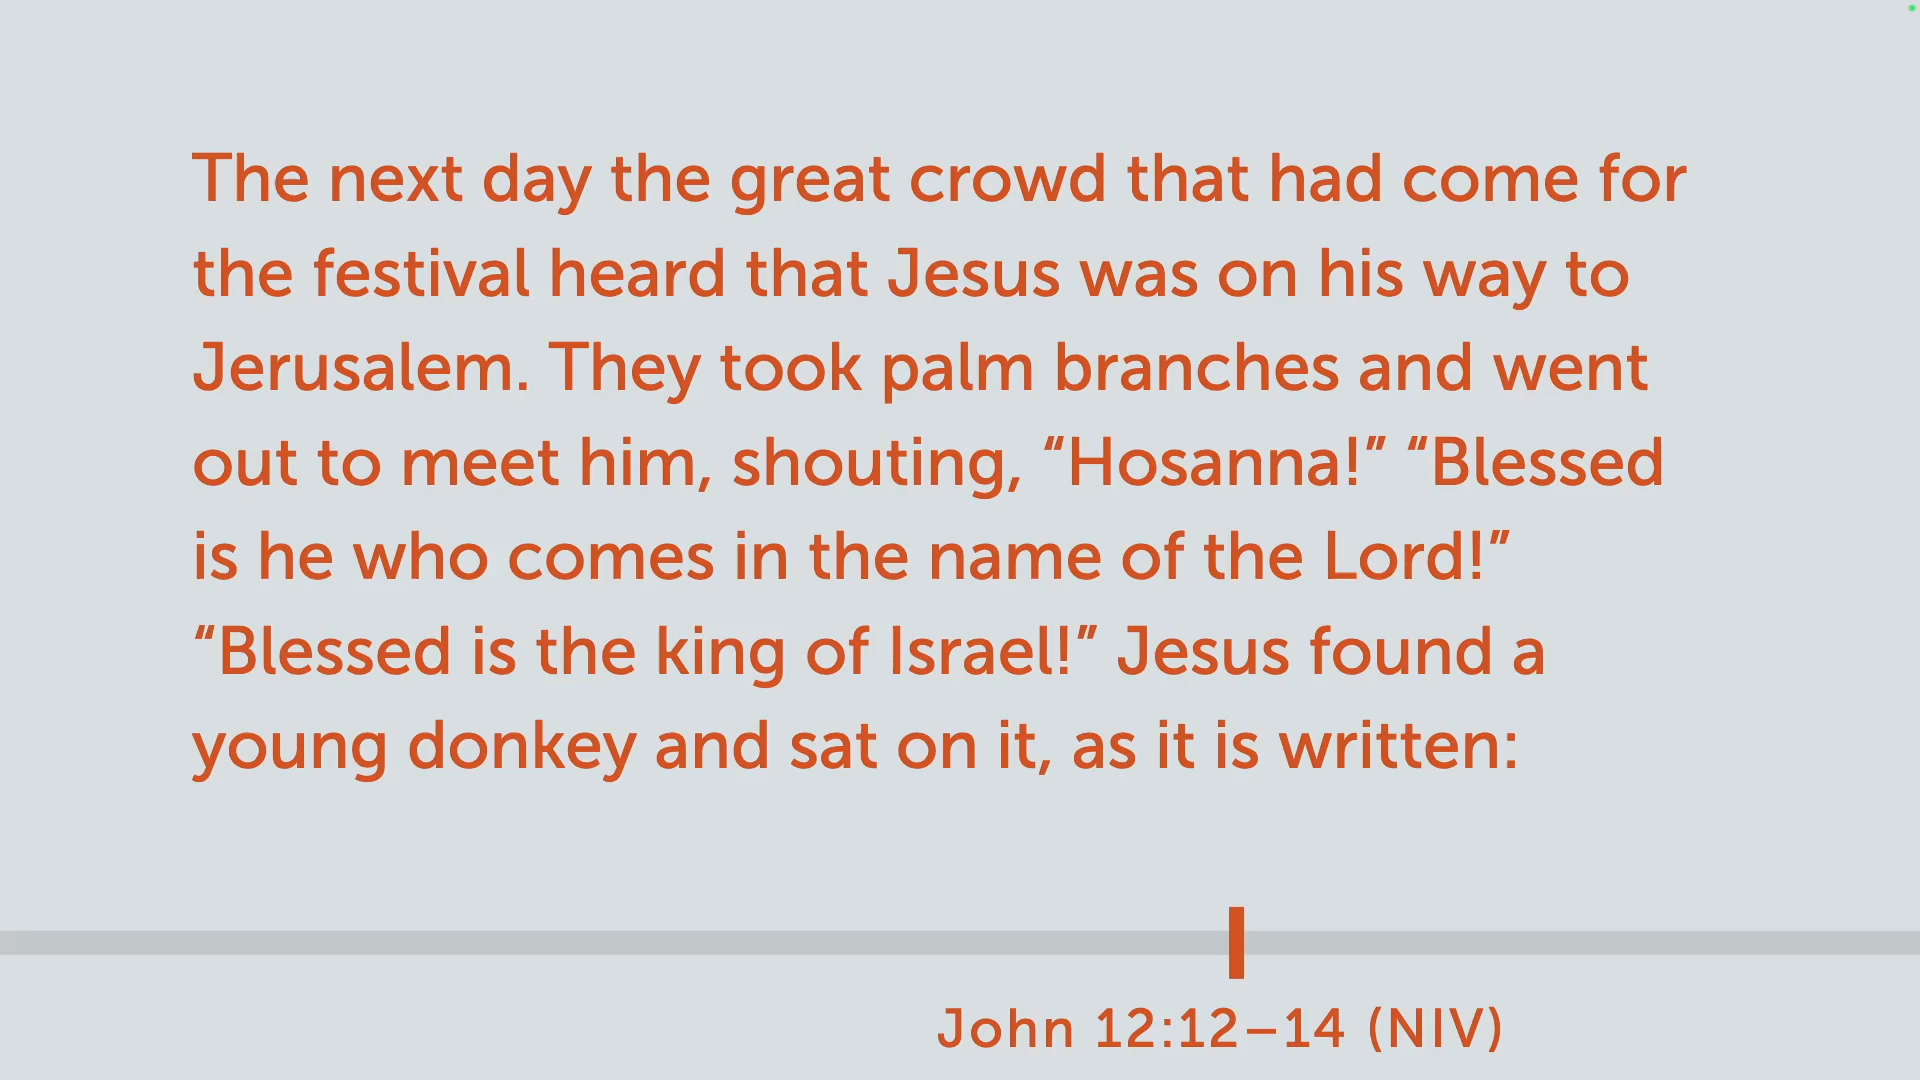 The next day the great crowd that had come for
the festival heard that Jesus was on his way to
Jerusalem. They took palm branches and went
out to meet him, shouting, “Hosanna!” “Blessed
is he who comes in the name of the Lord!”
“Blessed is the king of Israel!” Jesus found a
young donkey and sat on it, as it is written:
John 12:12–14 (NIV)